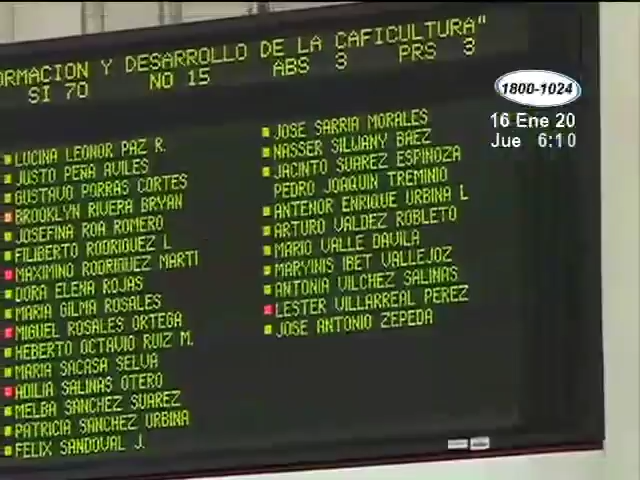 ORMACION Y DESARROLLO DE LA CAFICULTURA"
SI 70 NO 15 ABS 3 PRS 3
1800-1024
16 Ene 20
Jue 6:10
LUCINA LEONOR PAZ R.
JUSTO PENA AVILES
GUSTAVO PORRAS CORTES
BROOKLYN RIVERA BRYAN
JOSEFINA ROA ROMERO
FILIBERTO RODRIGUEZ L
MAXIMINO RODRIGUEZ MARTI
DORA ELENA ROJAS
MARIA GILMA ROSALES
MIGUEL ROSALES ORTEGA
HEBERTO OCTAVIO RUIZ M.
MARIA SACASA SELVA
ADILIA SALINAS OTERO
MELBA SANCHEZ SUAREZ
PATRICIA SANCHEZ URBINA
FELIX SANDOVAL J.
JOSE SARRIA MORALES
NASSER SILWANY BAEZ
JACINTO SUAREZ ESPINOZA
PEDRO JOAQUIN TREMINIO
ANTENOR ENRIQUE URBINA L
ARTURO VALDEZ ROBLETO
MARIO VALLE DAVILA
MARYINIS IBET VALLEJOZ
ANTONIA VILCHEZ SALINAS
LESTER VILLARREAL PEREZ
JOSE ANTONIO ZEPEDA